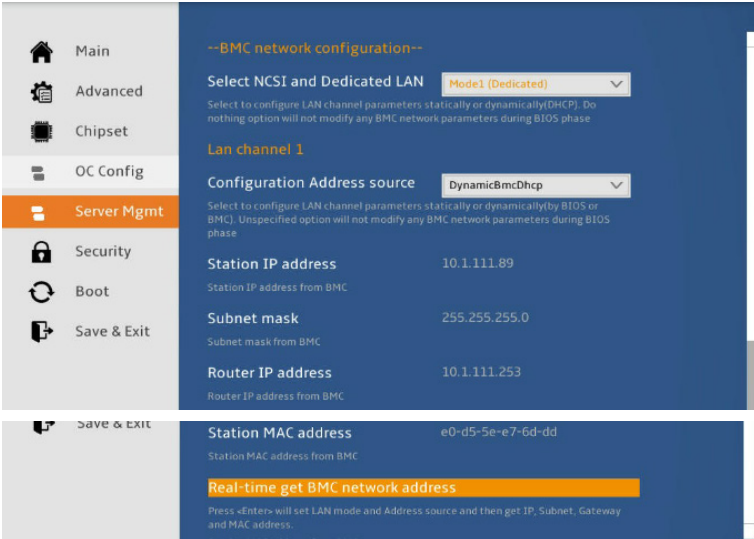 Main
Advanced
Chipset
OC Config
Server Mgmt
Security
Boot
Save & Exit
--BMC network configuration--
Select NCSI and Dedicated LAN Mode1 (Dedicated)
Select to configure LAN channel parameters statically or dynamically(DHCP). Do
nothing option will not modify any BMC network parameters during BIOS phase
Lan channel 1
Configuration Address source DynamicBmcDhcp
Select to configure LAN channel parameters statically or dynamically(by BIOS or
BMC). Unspecified option will not modify any BMC network parameters during BIOS
phase
Station IP address 10.1.111.89
Station IP address from BMC
Subnet mask 255.255.255.0
Subnet mask from BMC
Router IP address 10.1.111.253
Router IP address from BMC
Save & Exit
Station MAC address e0-d5-5e-e7-6d-dd
Station MAC address from BMC
Real-time get BMC network address
Press <Enter> will set LAN mode and Address source and then get IP, Subnet, Gateway
and MAC address.